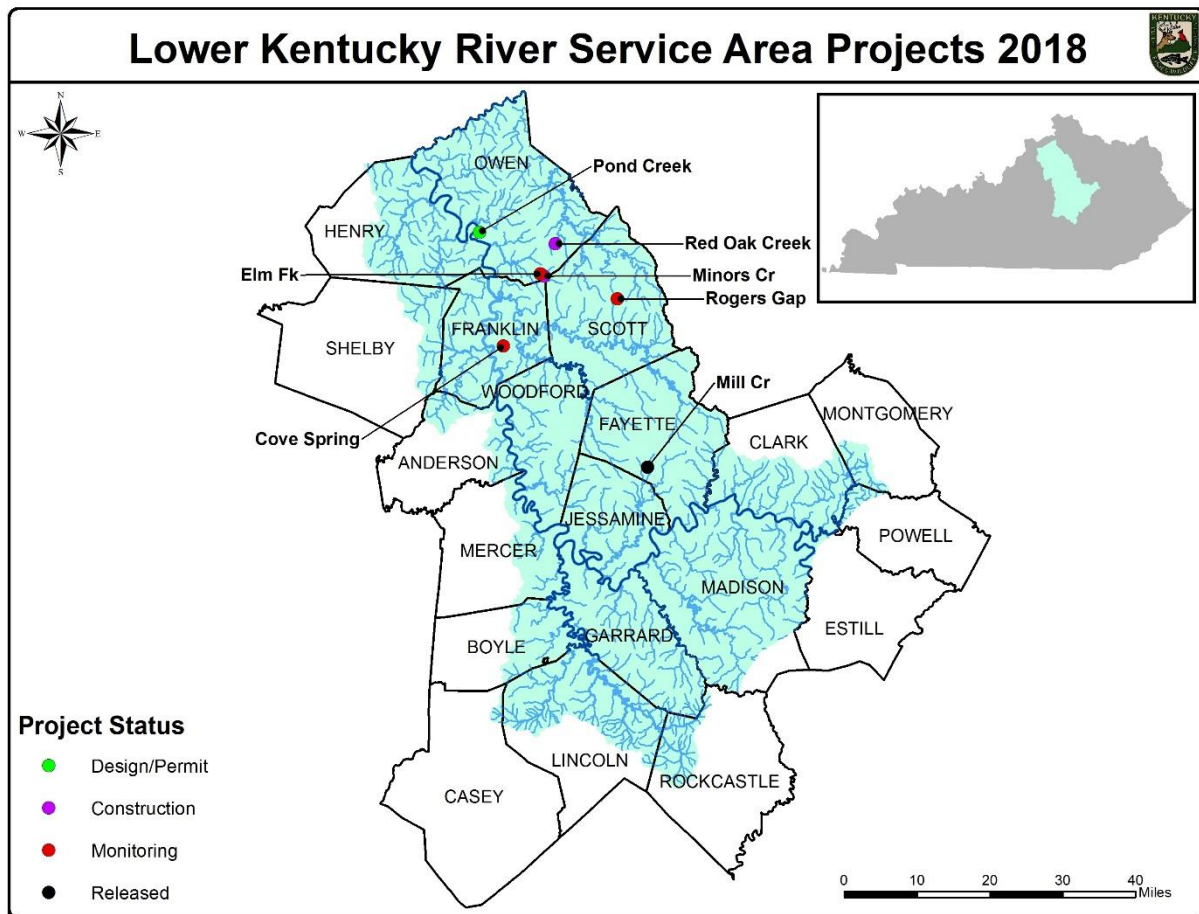 Lower Kentucky River Service Area Projects 2018
KENTUCKY
N
W
E
S
OWEN
Pond Creek
HENRY
Red Oak Creek
Elm Fk
Minors Cr
Rogers Gap
FRANKLIN
SCOTT
SHELBY
WOODFORD
Mill Cr
MONTGOMERY
FAYETTE
CLARK
Cove Spring
ANDERSON
JESSAMINE
POWELL
MERCER
MADISON
ESTILL
GARRARD
BOYLE
Project Status
Design/Permit
LINCOLN
ROCKCASTLE
CASEY
Construction
Monitoring
Released
0 10 20 30 40
Miles